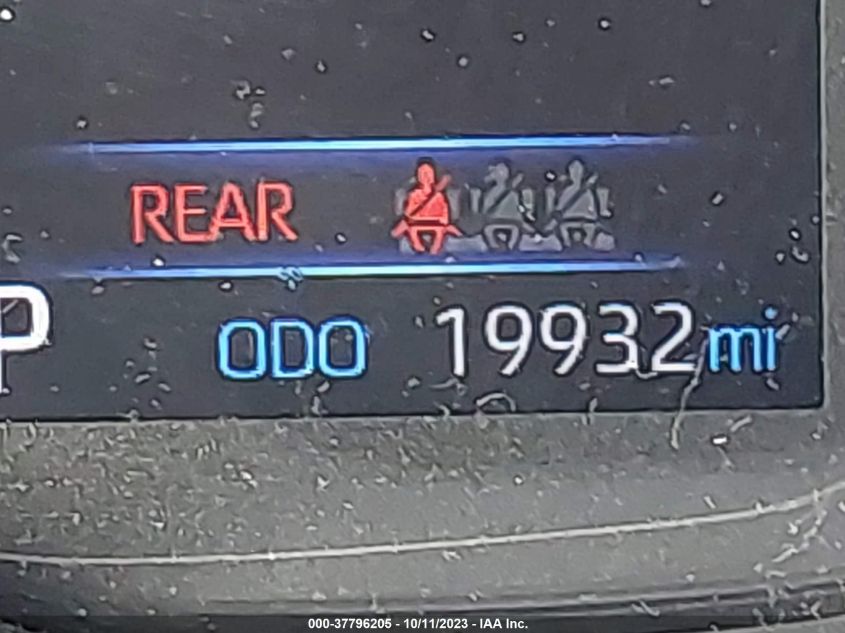 REAR
P ODO 19932 mi
000-37796205 - 10/11/2023 - IAA Inc.